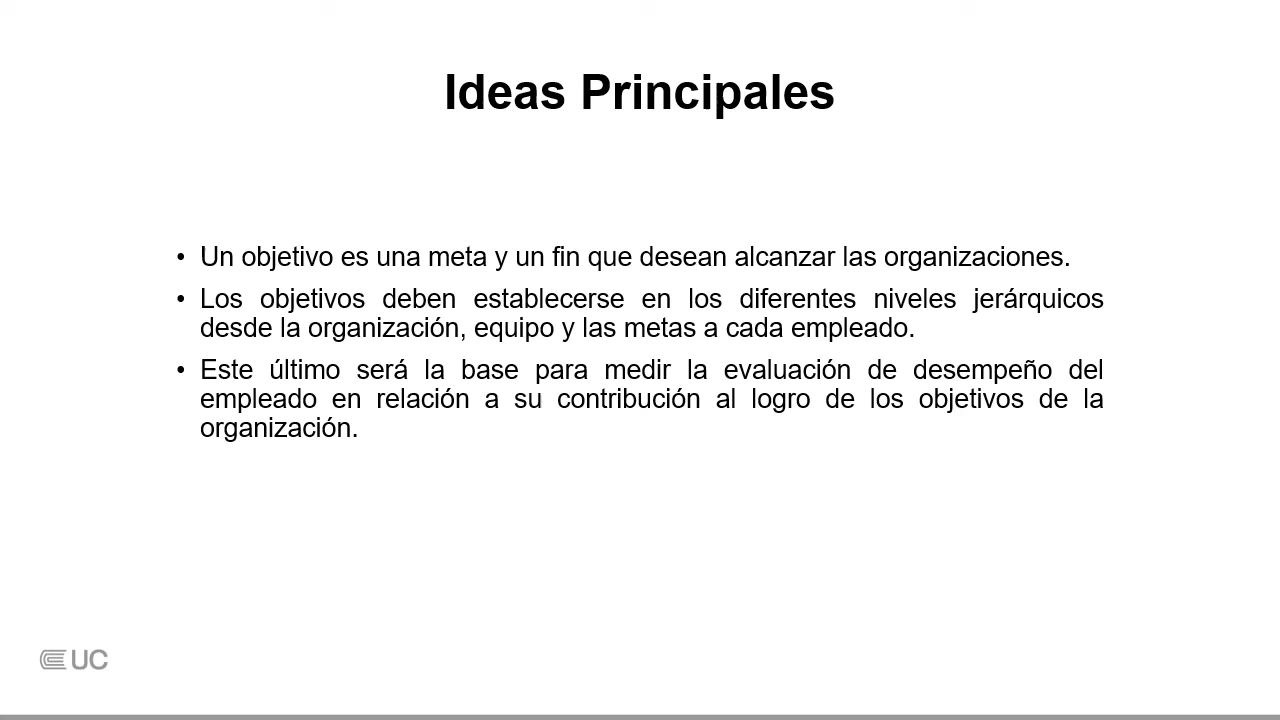 Ideas Principales
• Un objetivo es una meta y un fin que desean alcanzar las organizaciones.
• Los objetivos deben establecerse en los diferentes niveles jerárquicos
desde la organización, equipo y las metas a cada empleado.
• Este último será la base para medir la evaluación de desempeño del
empleado en relación a su contribución al logro de los objetivos de la
organización.
UC